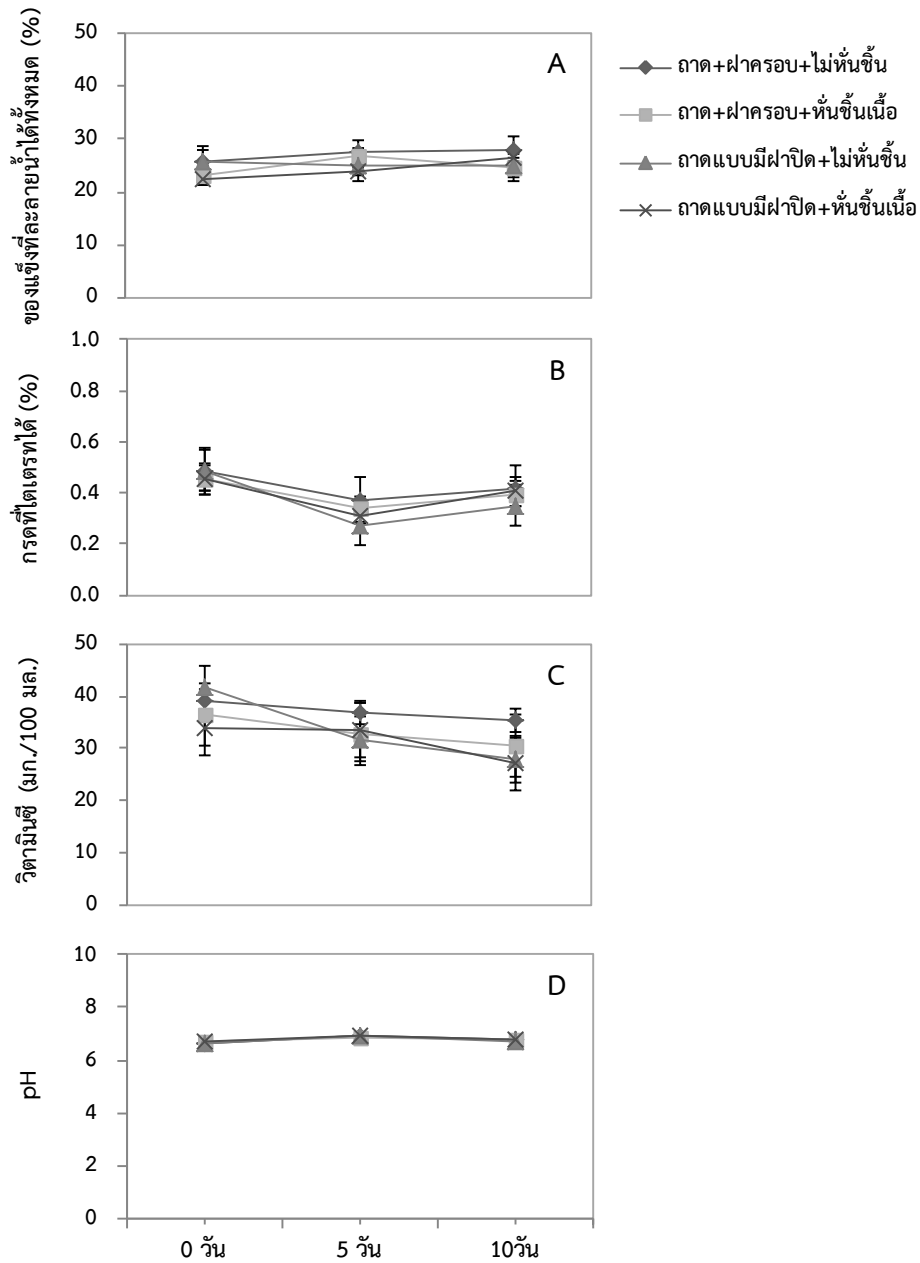 ของแข็งที่ละลายน้ำได้ทั้งหมด (%)
50
40
30
20
10
0
A
ถาด+ฝาครอบ+ไม่หั่นชิ้น
ถาด+ฝาครอบ+หั่นชิ้นเนื้อ
ถาดแบบมีฝาปิด+ไม่หั่นชิ้น
ถาดแบบมีฝาปิด+หั่นชิ้นเนื้อ
กรดที่ไตเตรทได้ (%)
1.0
0.8
0.6
0.4
0.2
0.0
B
วิตามินซี (มก./100 มล.)
50
40
30
20
10
0
C
pH
10
8
6
4
2
0
D
0 วัน
5 วัน
10วัน